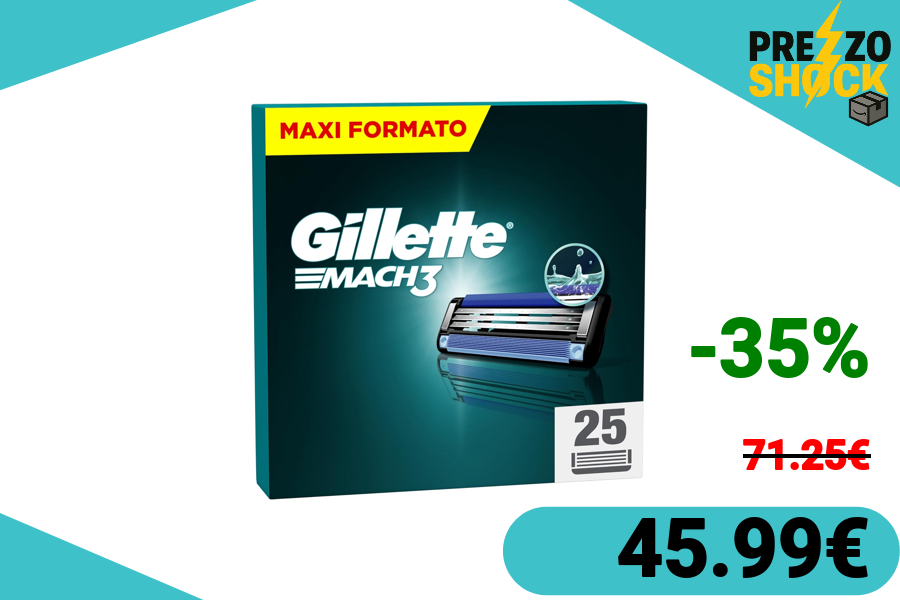 PREZZO
SHOCK
MAXI FORMATO
Gillette®
MACH3
25
-35%
71.25€
45.99€